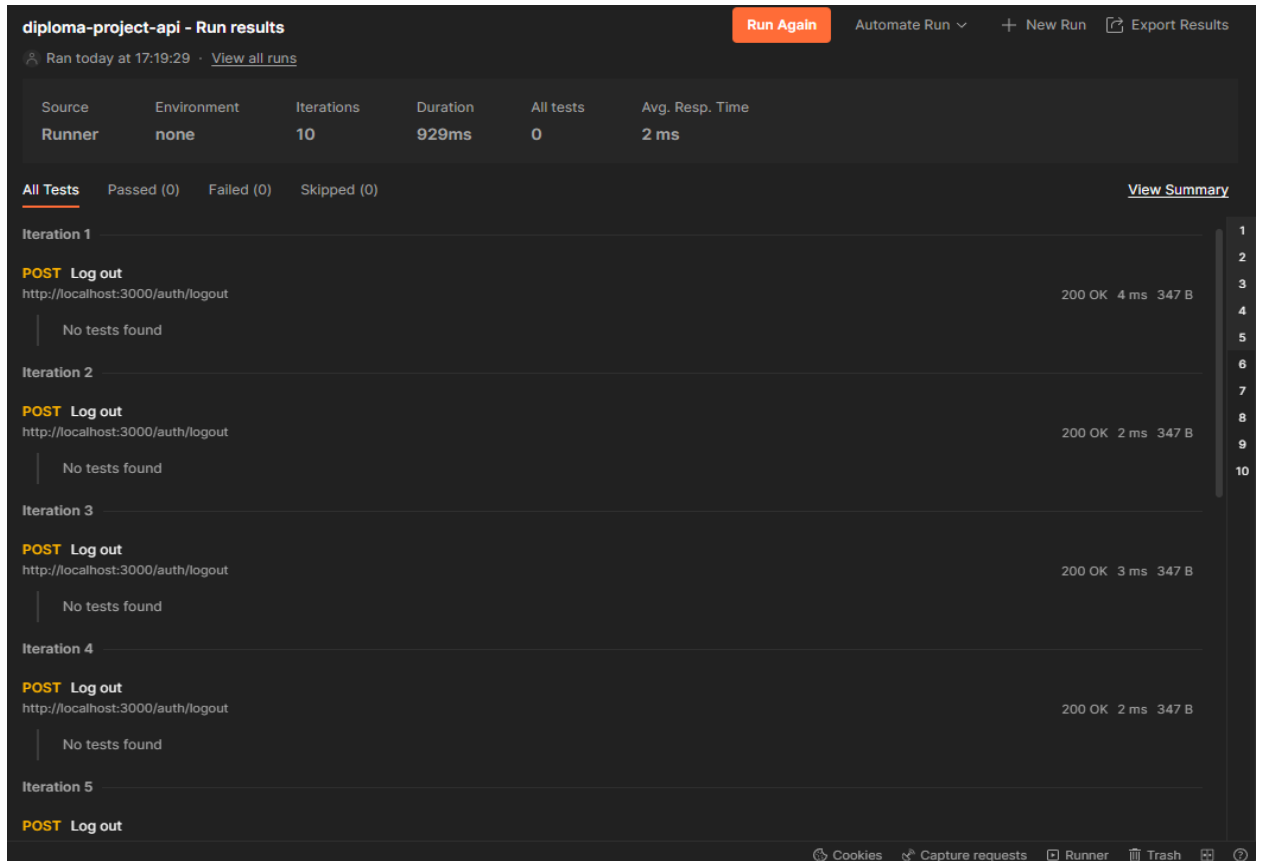 diploma-project-api - Run results
Run Again Automate Run New Run Export Results
Ran today at 17:19:29 · View all runs
Source Environment Iterations Duration All tests Avg. Resp. Time
Runner none 10 929ms 0 2 ms
All Tests Passed (0) Failed (0) Skipped (0) View Summary
Iteration 1
POST Log out
http://localhost:3000/auth/logout
200 OK 4 ms 347 B
No tests found
Iteration 2
POST Log out
http://localhost:3000/auth/logout
200 OK 2 ms 347 B
No tests found
Iteration 3
POST Log out
http://localhost:3000/auth/logout
200 OK 3 ms 347 B
No tests found
Iteration 4
POST Log out
http://localhost:3000/auth/logout
200 OK 2 ms 347 B
No tests found
Iteration 5
POST Log out
1
2
3
4
5
6
7
8
9
10
Cookies Capture requests Runner Trash